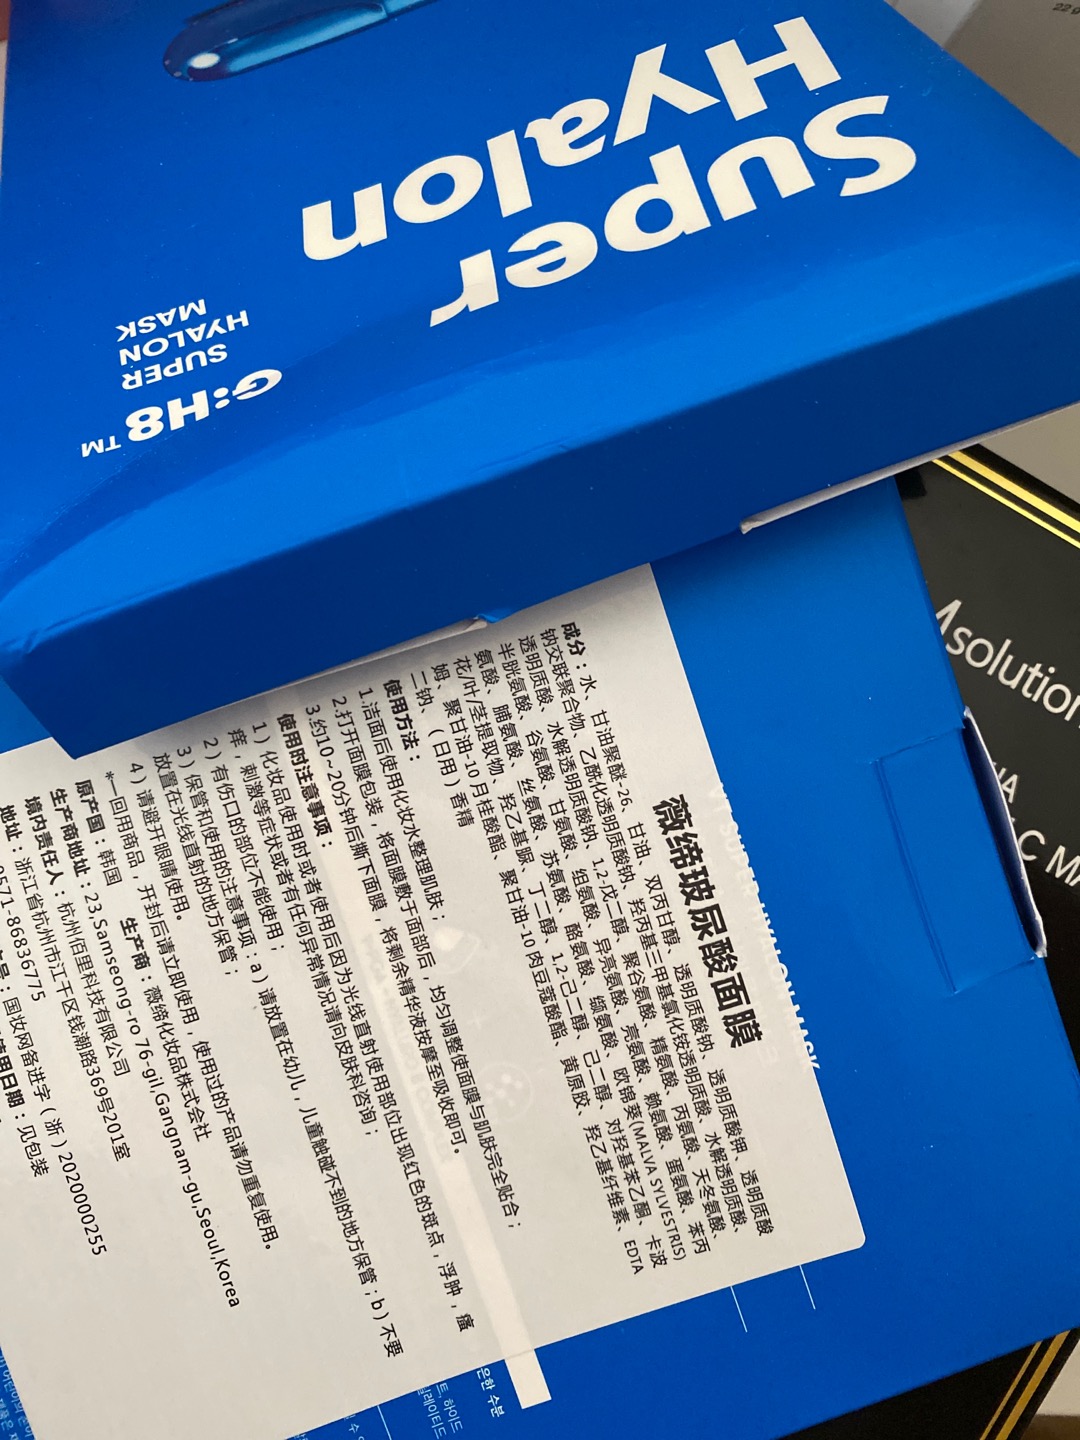 Super
Hyalon
G:H8™
SUPER
HYALON
MASK
22 g
VT SUPER HYALON MASK
薇缔玻尿酸面膜
成分：水、甘油聚醚-26、甘油、双丙甘醇、透明质酸钠、透明质酸钾、透明质酸
钠交联聚合物、乙酰化透明质酸钠、羟丙基三甲基氯化铵透明质酸、水解透明质酸、
透明质酸、水解透明质酸钠、1,2-戊二醇、聚谷氨酸、精氨酸、丙氨酸、天冬氨酸、
半胱氨酸、谷氨酸、甘氨酸、组氨酸、异亮氨酸、亮氨酸、赖氨酸、蛋氨酸、苯丙
氨酸、脯氨酸、丝氨酸、苏氨酸、酪氨酸、缬氨酸、欧锦葵(MALVA SYLVESTRIS)
花/叶/茎提取物、羟乙基脲、丁二醇、1,2-己二醇、己二醇、对羟基苯乙酮、卡波
姆、聚甘油-10月桂酸酯、聚甘油-10肉豆蔻酸酯、黄原胶、羟乙基纤维素、EDTA
二钠、（日用）香精
使用方法：
1.洁面后使用化妆水整理肌肤；
2.打开面膜包装，将面膜敷于面部后，均匀调整使面膜与肌肤完全贴合；
3.约10~20分钟后撕下面膜，将剩余精华液按摩至吸收即可。
使用时注意事项：
1）化妆品使用时或者使用后因为光线直射使用部位出现红色的斑点，浮肿，瘙
痒，刺激等症状或者有任何异常情况请向皮肤科咨询；
2）有伤口的部位不能使用；
3）保管和使用的注意事项：a）请放置在幼儿，儿童触碰不到的地方保管；b）不要
放置在光线直射的地方保管；
4）请避开眼睛使用。
*一回用商品，开封后请立即使用，使用过的产品请勿重复使用。
原产国：韩国 生产商：薇缔化妆品株式会社
生产商地址：23,Samseong-ro 76-gil,Gangnam-gu,Seoul,Korea
境内责任人：杭州佰里科技有限公司
地址：浙江省杭州市江干区钱潮路369号201室
0571-86836775
号：国妆网备进字（浙）2020000255
使用日期：见包装
은한 수분
트, 하이드
solution
C MA